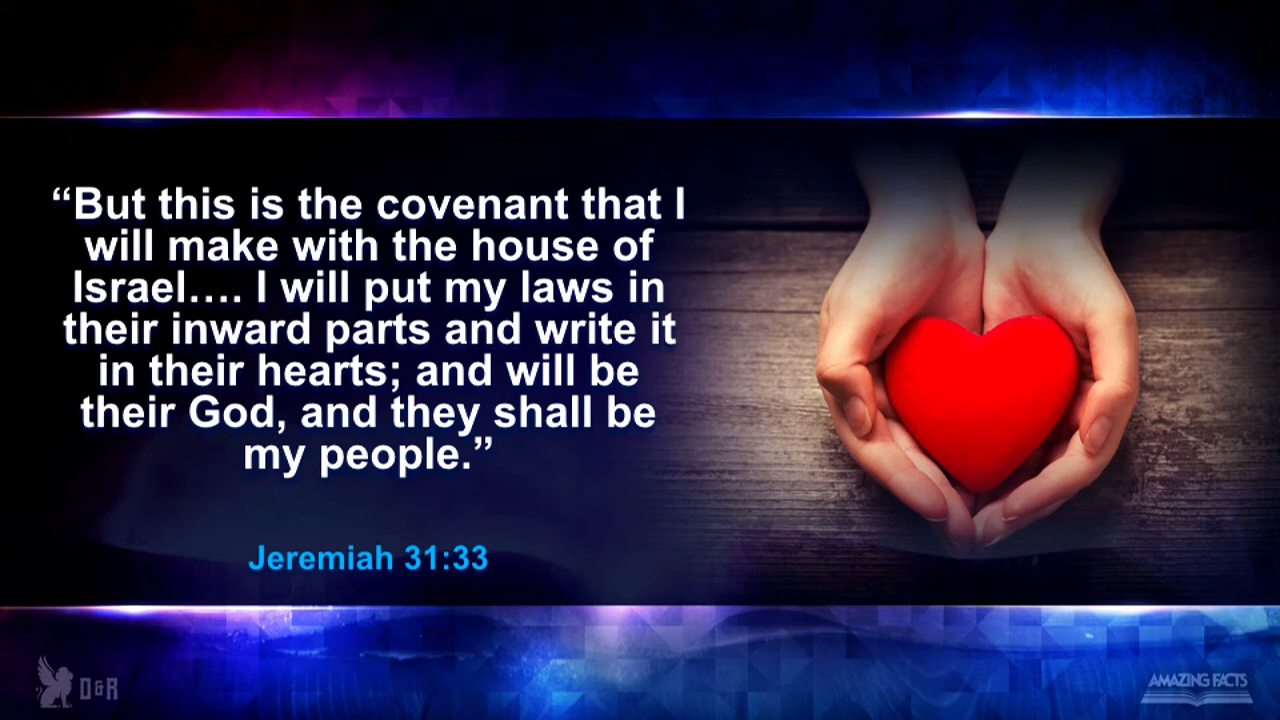 “But this is the covenant that I
will make with the house of
Israel…. I will put my laws in
their inward parts and write it
in their hearts; and will be
their God, and they shall be
my people.”
Jeremiah 31:33
D&R
AMAZING FACTS